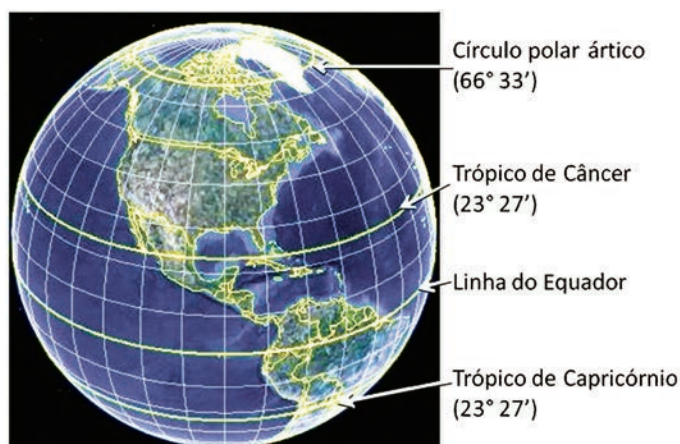 Círculo polar ártico
(66° 33’)
Trópico de Câncer
(23° 27’)
Linha do Equador
Trópico de Capricórnio
(23° 27’)